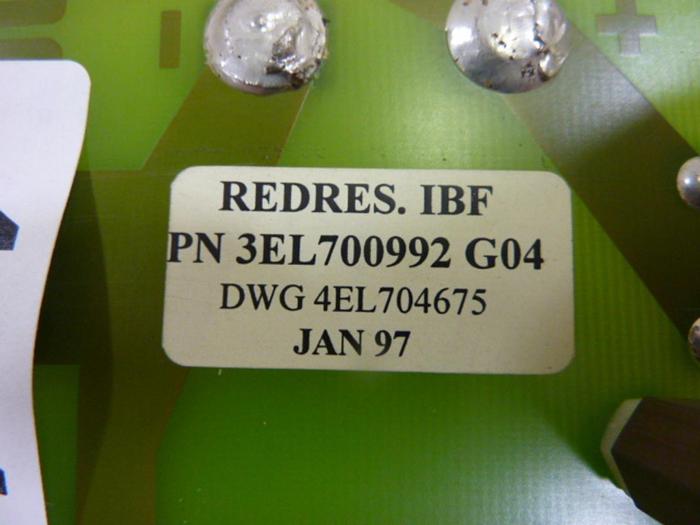 REDRES. IBF
PN 3EL700992 G04
DWG 4EL704675
JAN 97